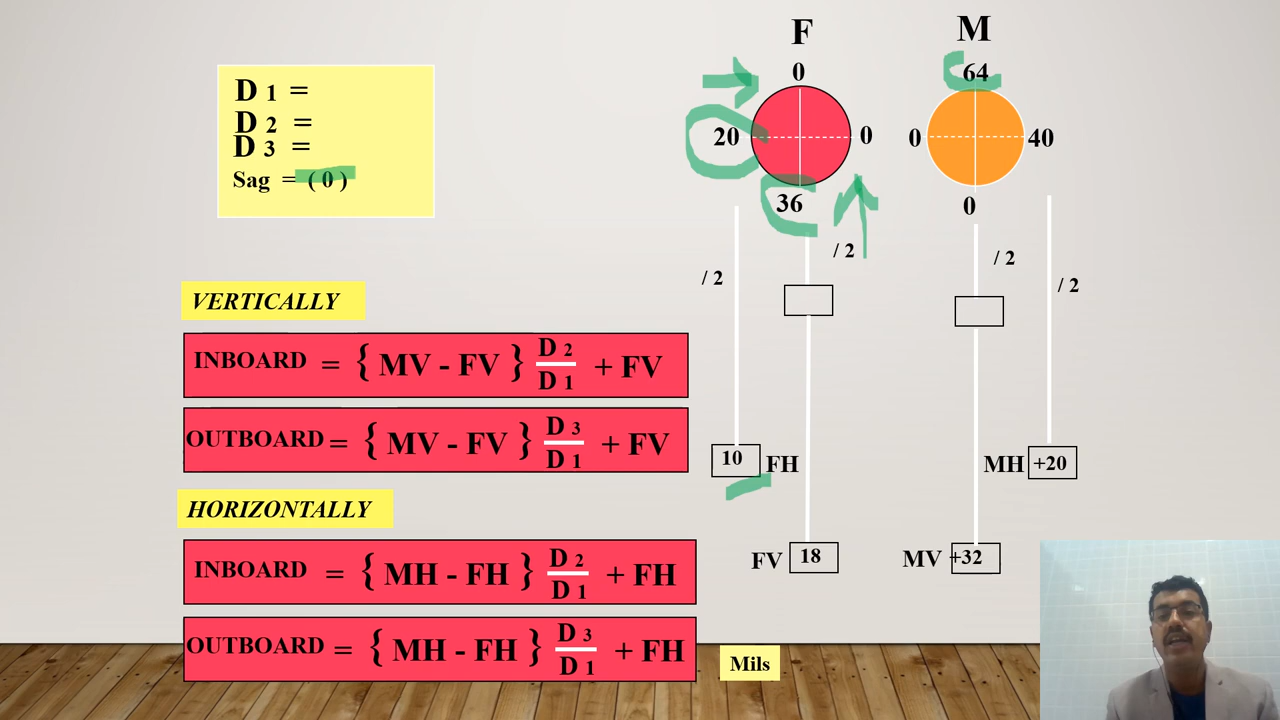 F
M
0
64
D 1 =
D 2 =
D 3 =
Sag = ( 0 )
20
0
0
40
36
0
/ 2
/ 2
/ 2
/ 2
VERTICALLY
INBOARD = { MV - FV } D 2 / D 1 + FV
OUTBOARD = { MV - FV } D 3 / D 1 + FV
10 FH
MH +20
HORIZONTALLY
FV 18
MV +32
INBOARD = { MH - FH } D 2 / D 1 + FH
OUTBOARD = { MH - FH } D 3 / D 1 + FH
Mils